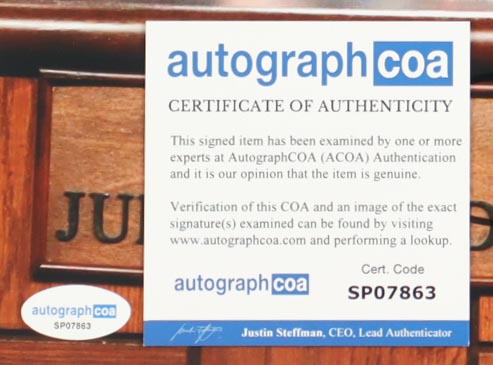 autographcoa
CERTIFICATE OF AUTHENTICITY
This signed item has been examined by one or more
experts at AutographCOA (ACOA) Authentication
and it is our opinion that the item is genuine.
Verification of this COA and an image of the exact
signature(s) examined can be found by visiting
www.autographcoa.com and performing a lookup.
autographcoa
Cert. Code
SP07863
Justin Steffman, CEO, Lead Authenticator
autographcoa
SP07863
JU